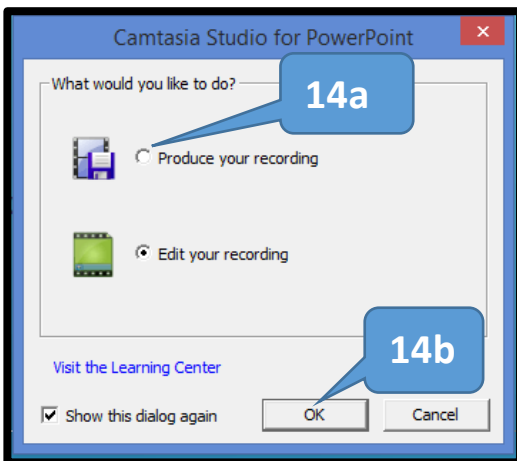 Camtasia Studio for PowerPoint
What would you like to do?
14a
Produce your recording
Edit your recording
14b
Visit the Learning Center
Show this dialog again
OK
Cancel